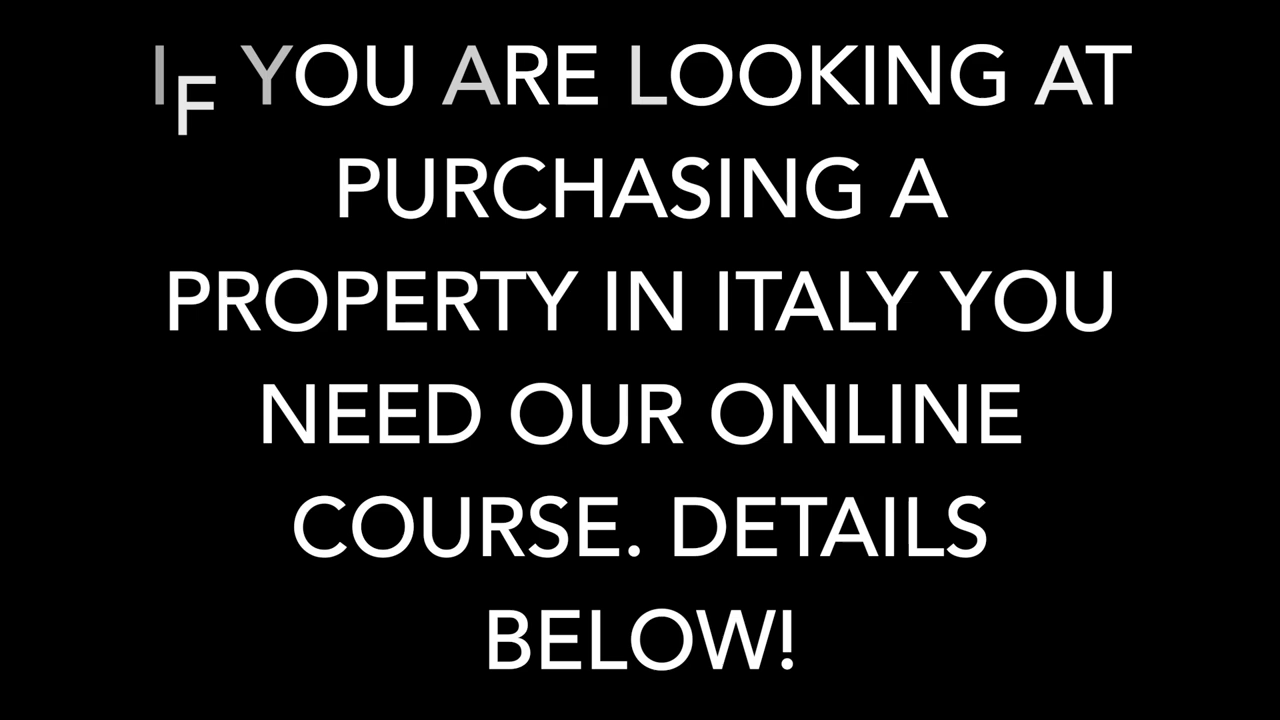 IF YOU ARE LOOKING AT
PURCHASING A
PROPERTY IN ITALY YOU
NEED OUR ONLINE
COURSE. DETAILS
BELOW!